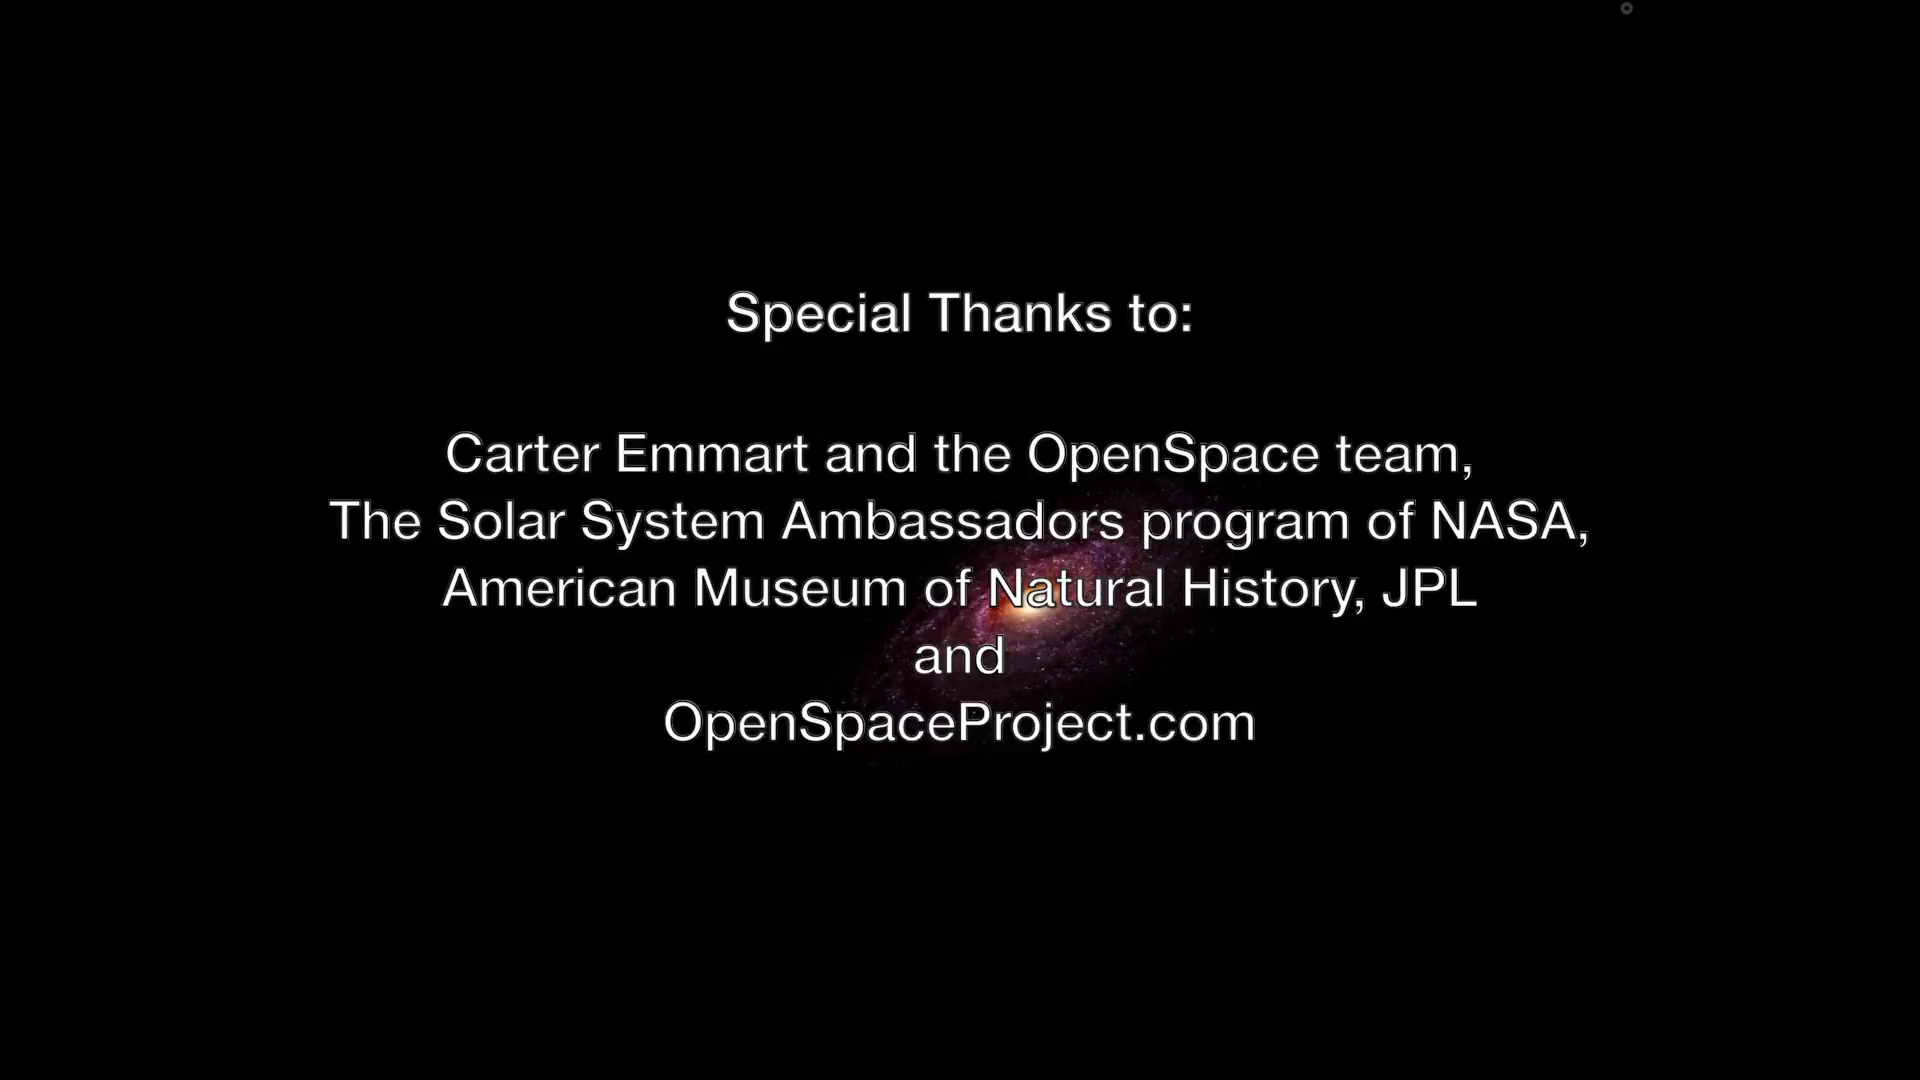 Special Thanks to:
Carter Emmart and the OpenSpace team,
The Solar System Ambassadors program of NASA,
American Museum of Natural History, JPL
and
OpenSpaceProject.com